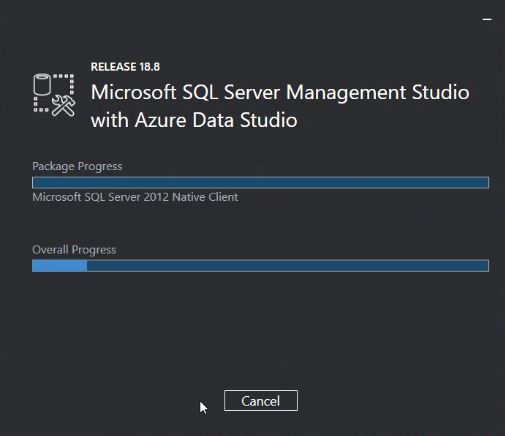 RELEASE 18.8
Microsoft SQL Server Management Studio
with Azure Data Studio
Package Progress
Microsoft SQL Server 2012 Native Client
Overall Progress
Cancel